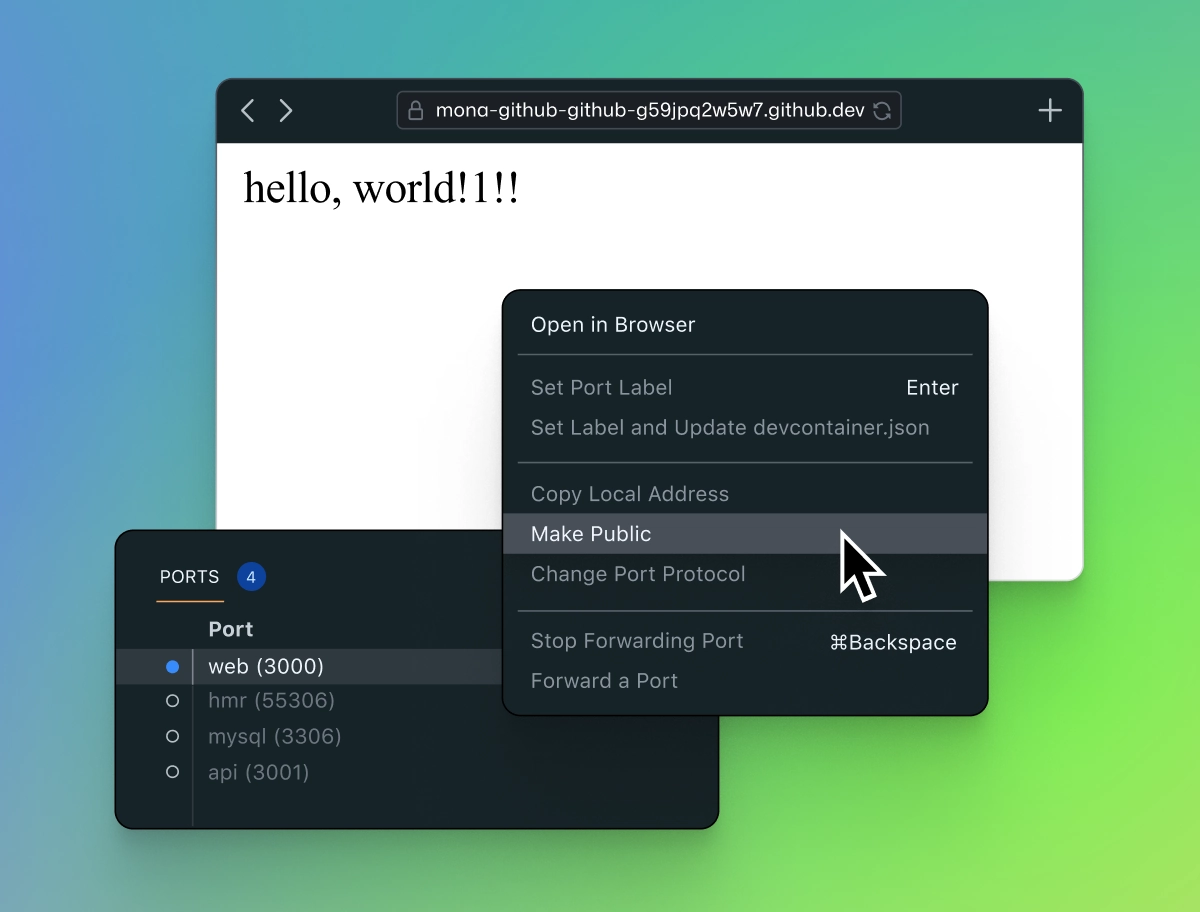 mona-github-github-g59jpq2w5w7.github.dev
hello, world!1!!
Open in Browser
Set Port Label Enter
Set Label and Update devcontainer.json
Copy Local Address
Make Public
Change Port Protocol
Stop Forwarding Port ⌘Backspace
Forward a Port
PORTS 4
Port
web (3000)
hmr (55306)
mysql (3306)
api (3001)